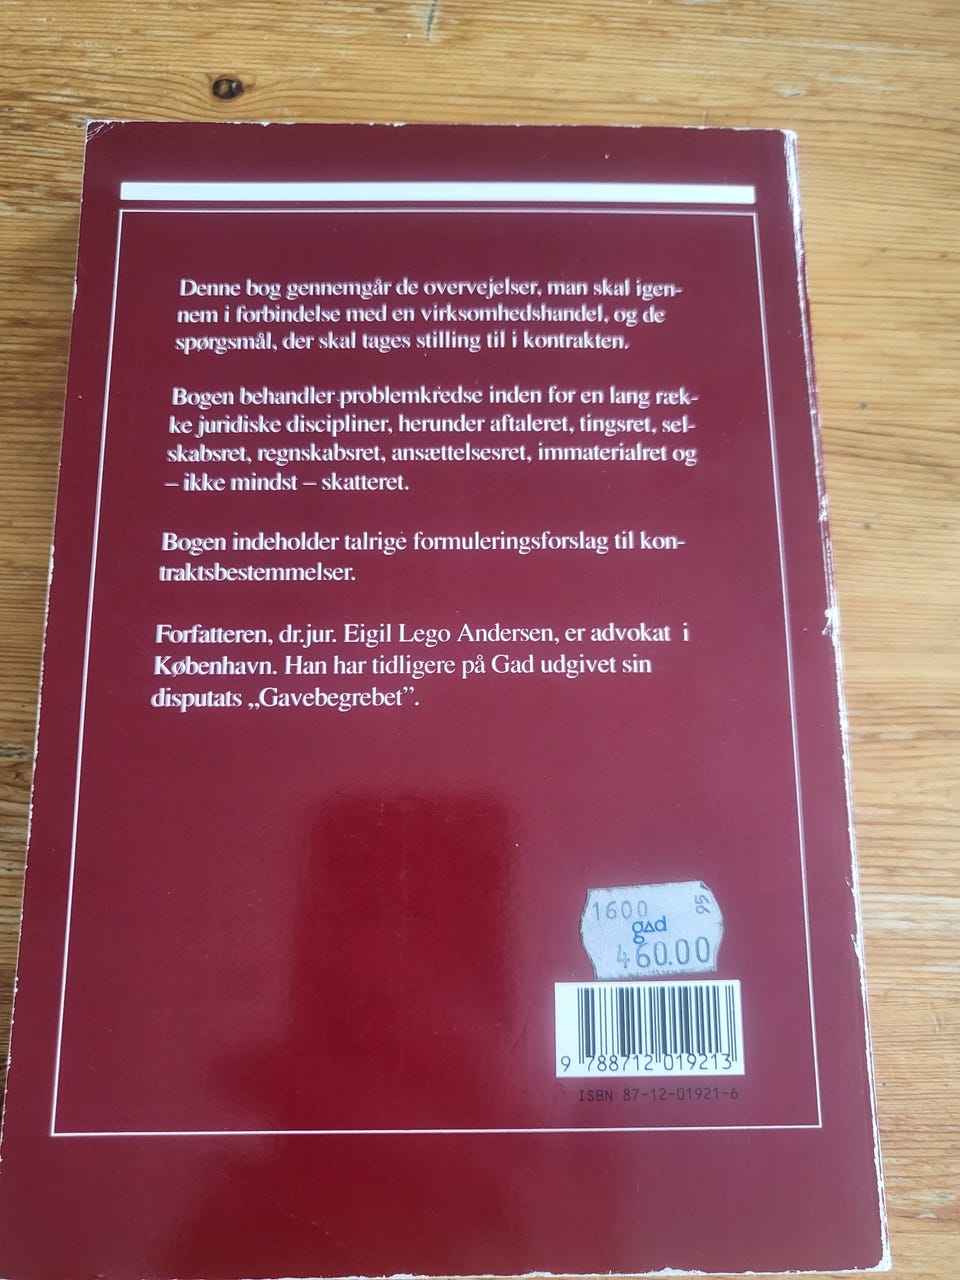 Denne bog gennemgår de overvejelser, man skal igen-
nem i forbindelse med en virksomhedshandel, og de
spørgsmål, der skal tages stilling til i kontrakten.
Bogen behandler problemkredse inden for en lang ræk-
ke juridiske discipliner, herunder aftaleret, tingsret, sel-
skabsret, regnskabsret, ansættelsesret, immaterialret og
– ikke mindst – skatteret.
Bogen indeholder talrige formuleringsforslag til kon-
traktsbestemmelser.
Forfatteren, dr.jur. Eigil Lego Andersen, er advokat i
København. Han har tidligere på Gad udgivet sin
disputats „Gavebegrebet”.
1600 95
gad
460.00
9 788712 019213
ISBN 87-12-01921-6